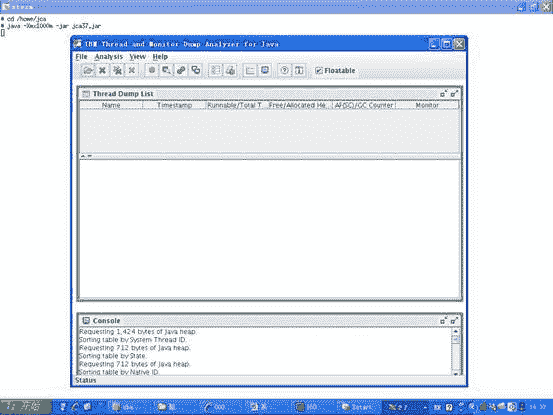 xterm
# cd /home/jca
# java -Xmx1000m -jar jca37.jar
IBM Thread and Monitor Dump Analyzer for Java
File Analysis View Help
Floatable
Thread Dump List
Name Timestamp Runnable/Total T... Free/Allocated He... AF(SC)/GC Counter Monitor
Console
Requesting 1,424 bytes of Java heap.
Sorting table by System Thread ID.
Requesting 712 bytes of Java heap.
Sorting table by State.
Requesting 712 bytes of Java heap.
Sorting table by Native ID.
Status
开始